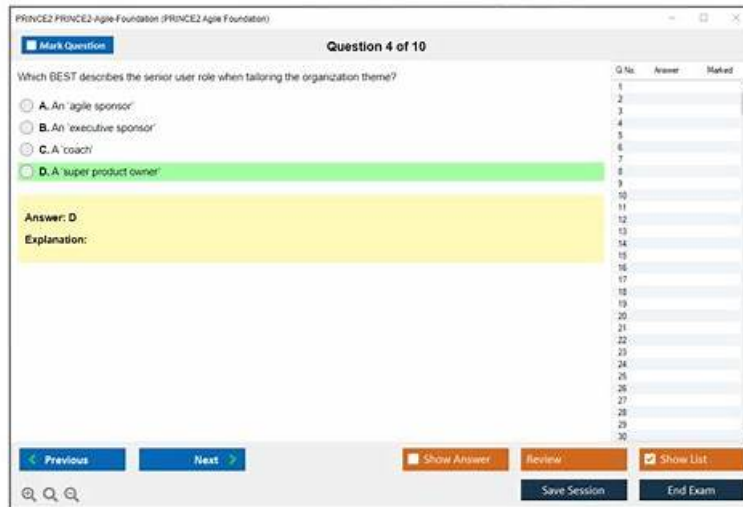 PRINCE2 PRINCE2-Agile-Foundation (PRINCE2 Agile Foundation)
Mark Question
Question 4 of 10
Which BEST describes the senior user role when tailoring the organization theme?
A. An 'agile sponsor'
B. An 'executive sponsor'
C. A 'coach'
D. A 'super product owner'
Answer: D
Explanation:
Q.No. Answer Marked
1
2
3
4
5
6
7
8
9
10
11
12
13
14
15
16
17
18
19
20
21
22
23
24
25
26
27
28
29
30
Previous
Next
Show Answer
Review
Show List
Save Session
End Exam